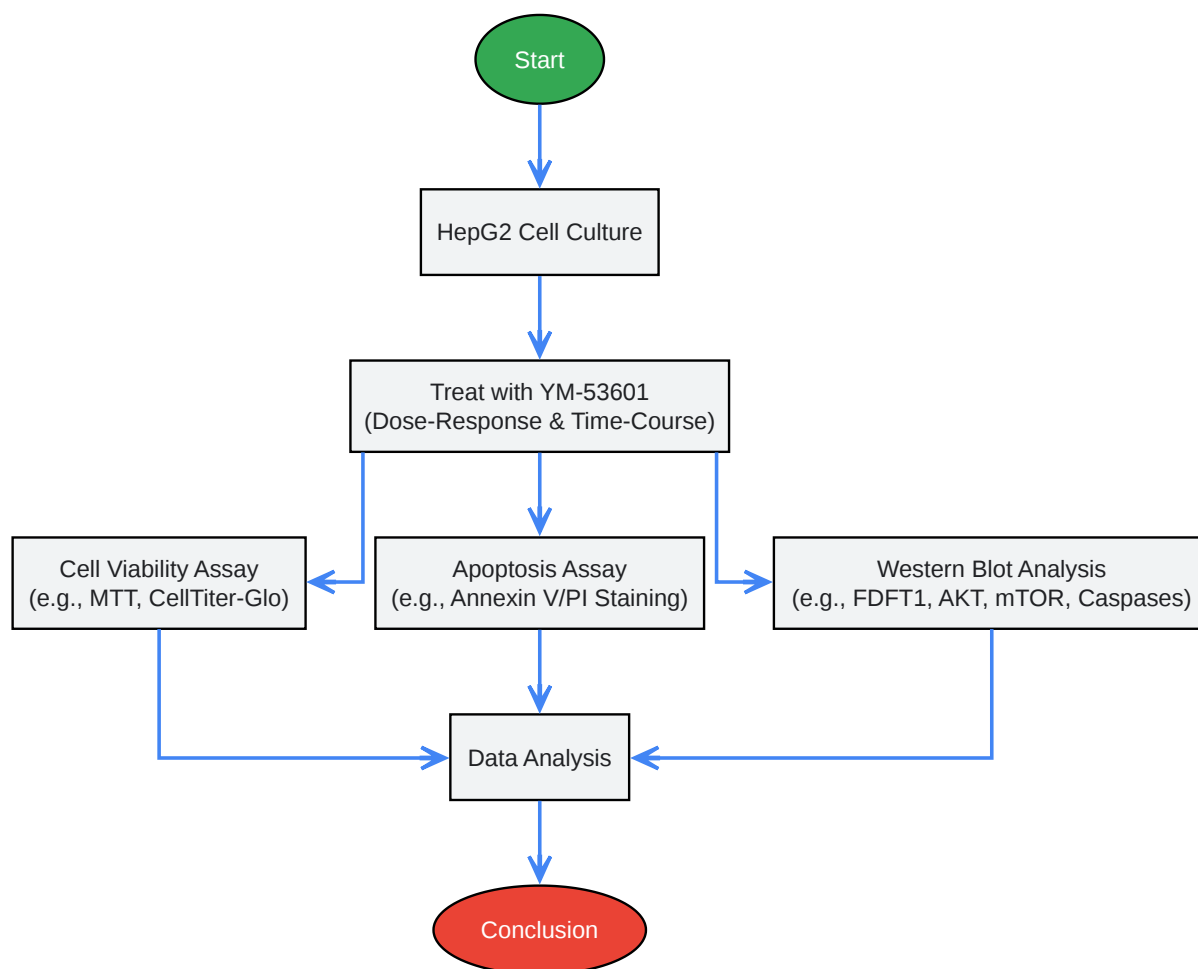 Start
HepG2 Cell Culture
Treat with YM-53601
(Dose-Response & Time-Course)
Cell Viability Assay
(e.g., MTT, CellTiter-Glo)
Apoptosis Assay
(e.g., Annexin V/PI Staining)
Western Blot Analysis
(e.g., FDFT1, AKT, mTOR, Caspases)
Data Analysis
Conclusion